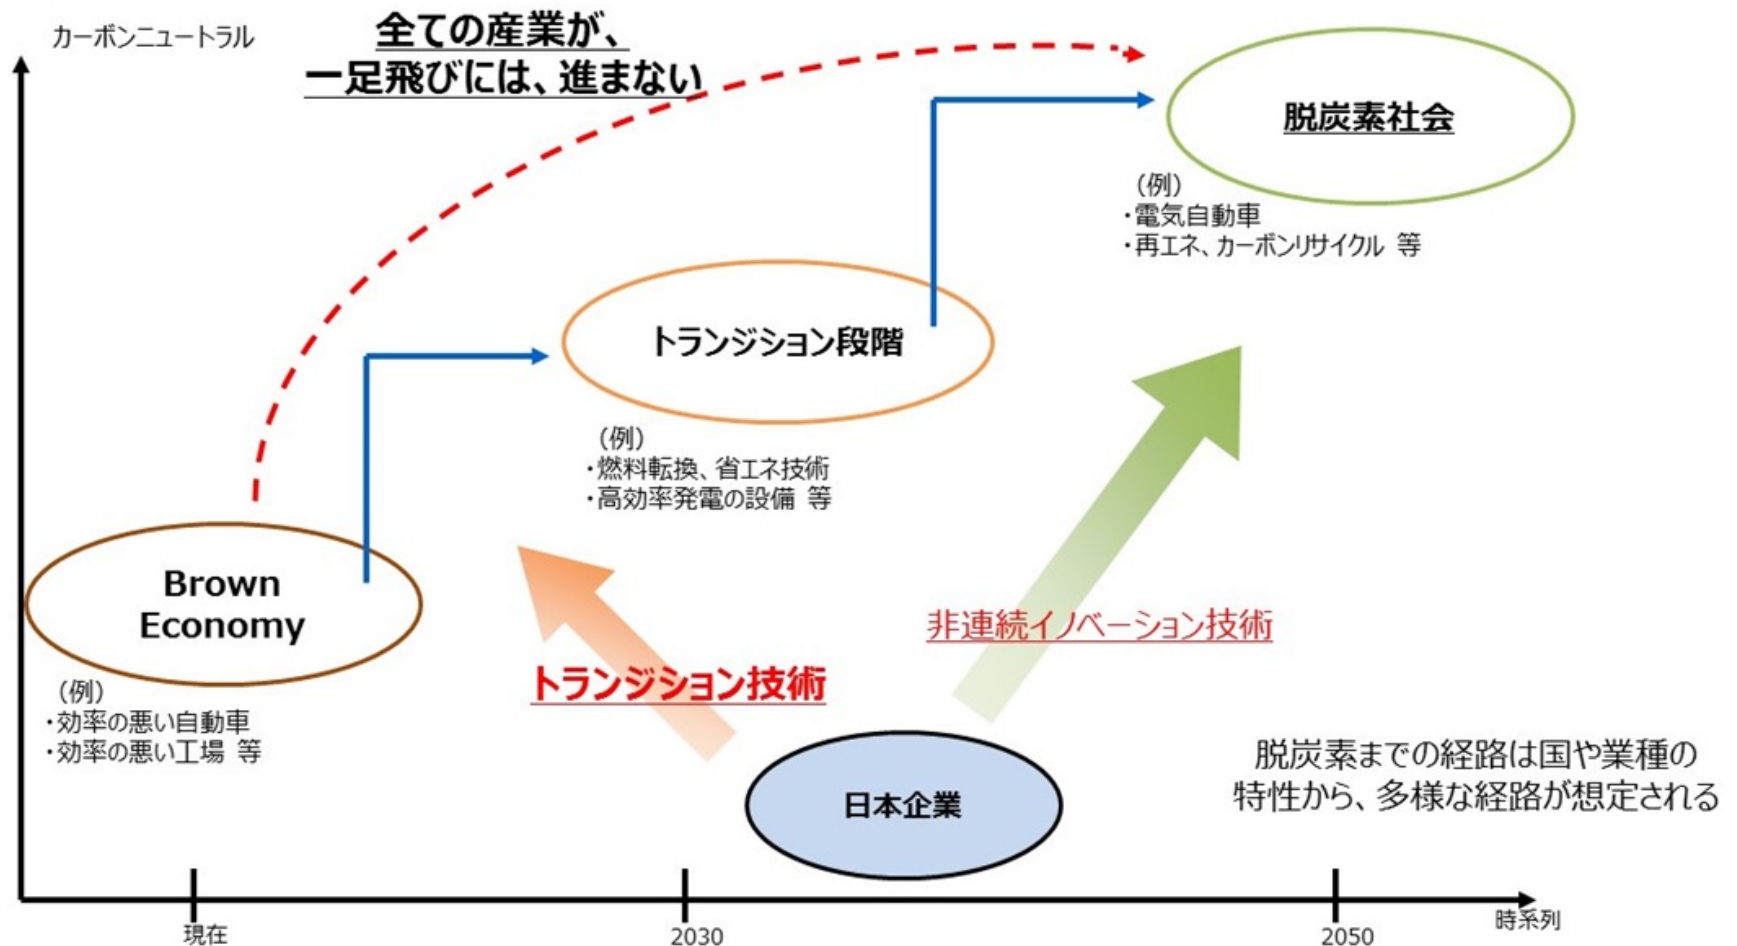 カーボンニュートラル
全ての産業が、
一足飛びには、進まない
脱炭素社会
（例）
・電気自動車
・再エネ、カーボンリサイクル 等
トランジション段階
（例）
・燃料転換、省エネ技術
・高効率発電の設備 等
Brown
Economy
（例）
・効率の悪い自動車
・効率の悪い工場 等
トランジション技術
非連続イノベーション技術
日本企業
脱炭素までの経路は国や業種の
特性から、多様な経路が想定される
現在
2030
2050
時系列